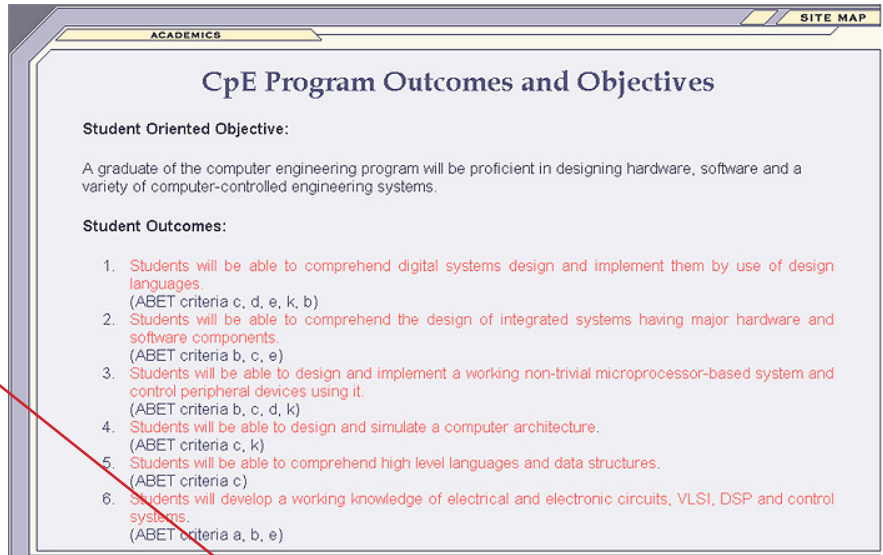 SITE MAP
ACADEMICS
CpE Program Outcomes and Objectives
Student Oriented Objective:
A graduate of the computer engineering program will be proficient in designing hardware, software and a
variety of computer-controlled engineering systems.
Student Outcomes:
1. Students will be able to comprehend digital systems design and implement them by use of design
languages.
(ABET criteria c, d, e, k, b)
2. Students will be able to comprehend the design of integrated systems having major hardware and
software components.
(ABET criteria b, c, e)
3. Students will be able to design and implement a working non-trivial microprocessor-based system and
control peripheral devices using it.
(ABET criteria b, c, d, k)
4. Students will be able to design and simulate a computer architecture.
(ABET criteria c, k)
5. Students will be able to comprehend high level languages and data structures.
(ABET criteria c)
6. Students will develop a working knowledge of electrical and electronic circuits, VLSI, DSP and control
systems.
(ABET criteria a, b, e)